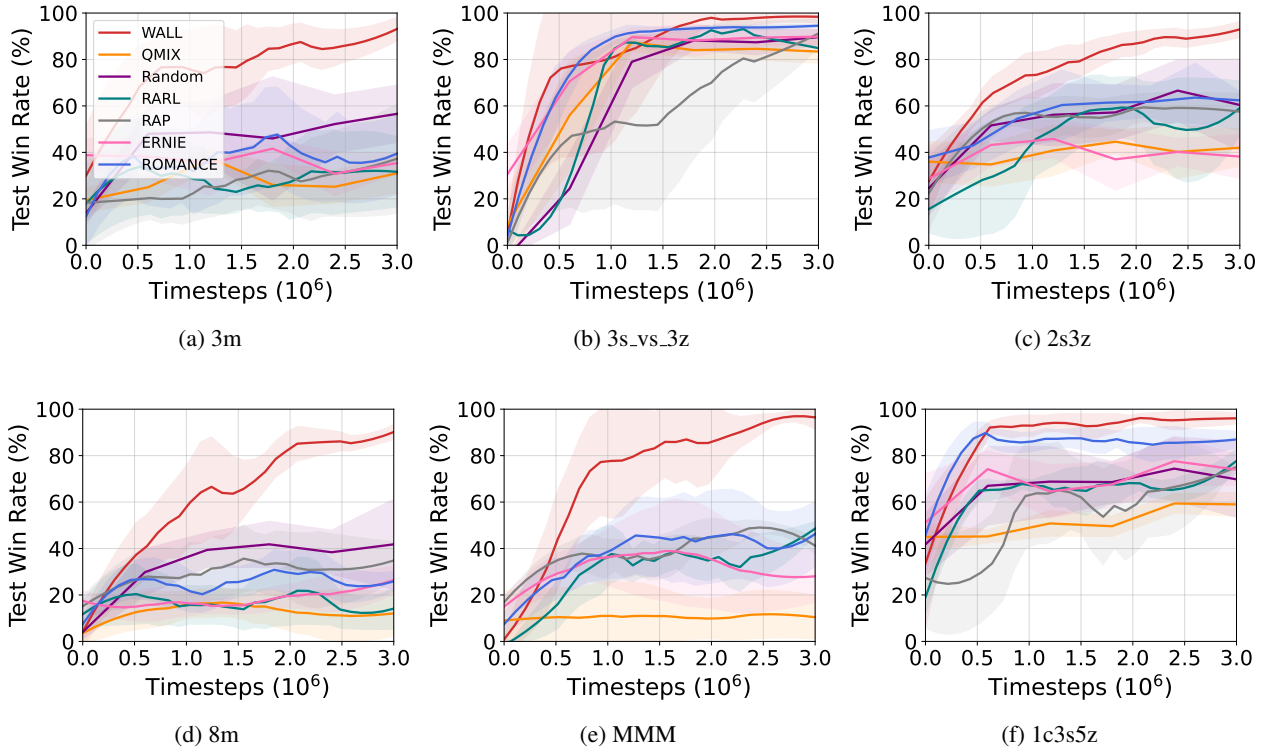 Test Win Rate (%)
100
80
60
40
20
0
WALL
QMIX
Random
RARL
RAP
ERNIE
ROMANCE
0.0 0.5 1.0 1.5 2.0 2.5 3.0
Timesteps (10⁶)
(a) 3m
Test Win Rate (%)
100
80
60
40
20
0
0.0 0.5 1.0 1.5 2.0 2.5 3.0
Timesteps (10⁶)
(b) 3s_vs_3z
Test Win Rate (%)
100
80
60
40
20
0
0.0 0.5 1.0 1.5 2.0 2.5 3.0
Timesteps (10⁶)
(c) 2s3z
Test Win Rate (%)
100
80
60
40
20
0
0.0 0.5 1.0 1.5 2.0 2.5 3.0
Timesteps (10⁶)
(d) 8m
Test Win Rate (%)
100
80
60
40
20
0
0.0 0.5 1.0 1.5 2.0 2.5 3.0
Timesteps (10⁶)
(e) MMM
Test Win Rate (%)
100
80
60
40
20
0
0.0 0.5 1.0 1.5 2.0 2.5 3.0
Timesteps (10⁶)
(f) 1c3s5z